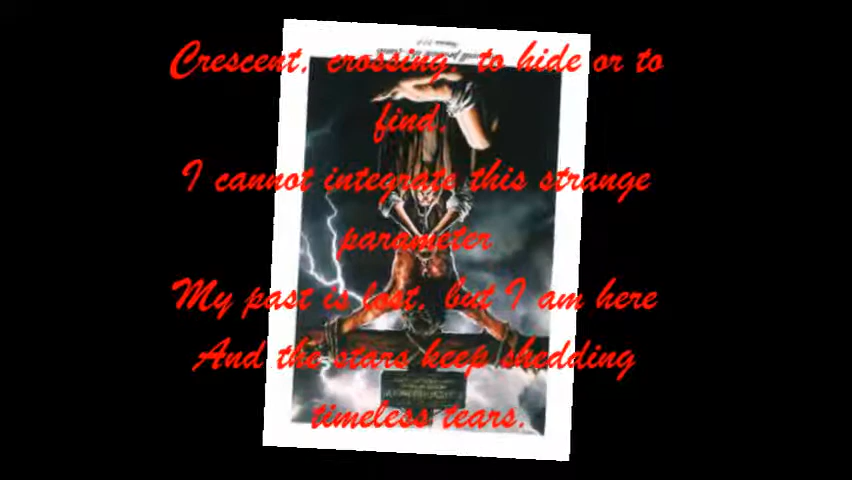 Crescent, crossing to hide or to
find,
I cannot integrate this strange
parameter
My past is lost, but I am here
And the stars keep shedding
timeless tears.